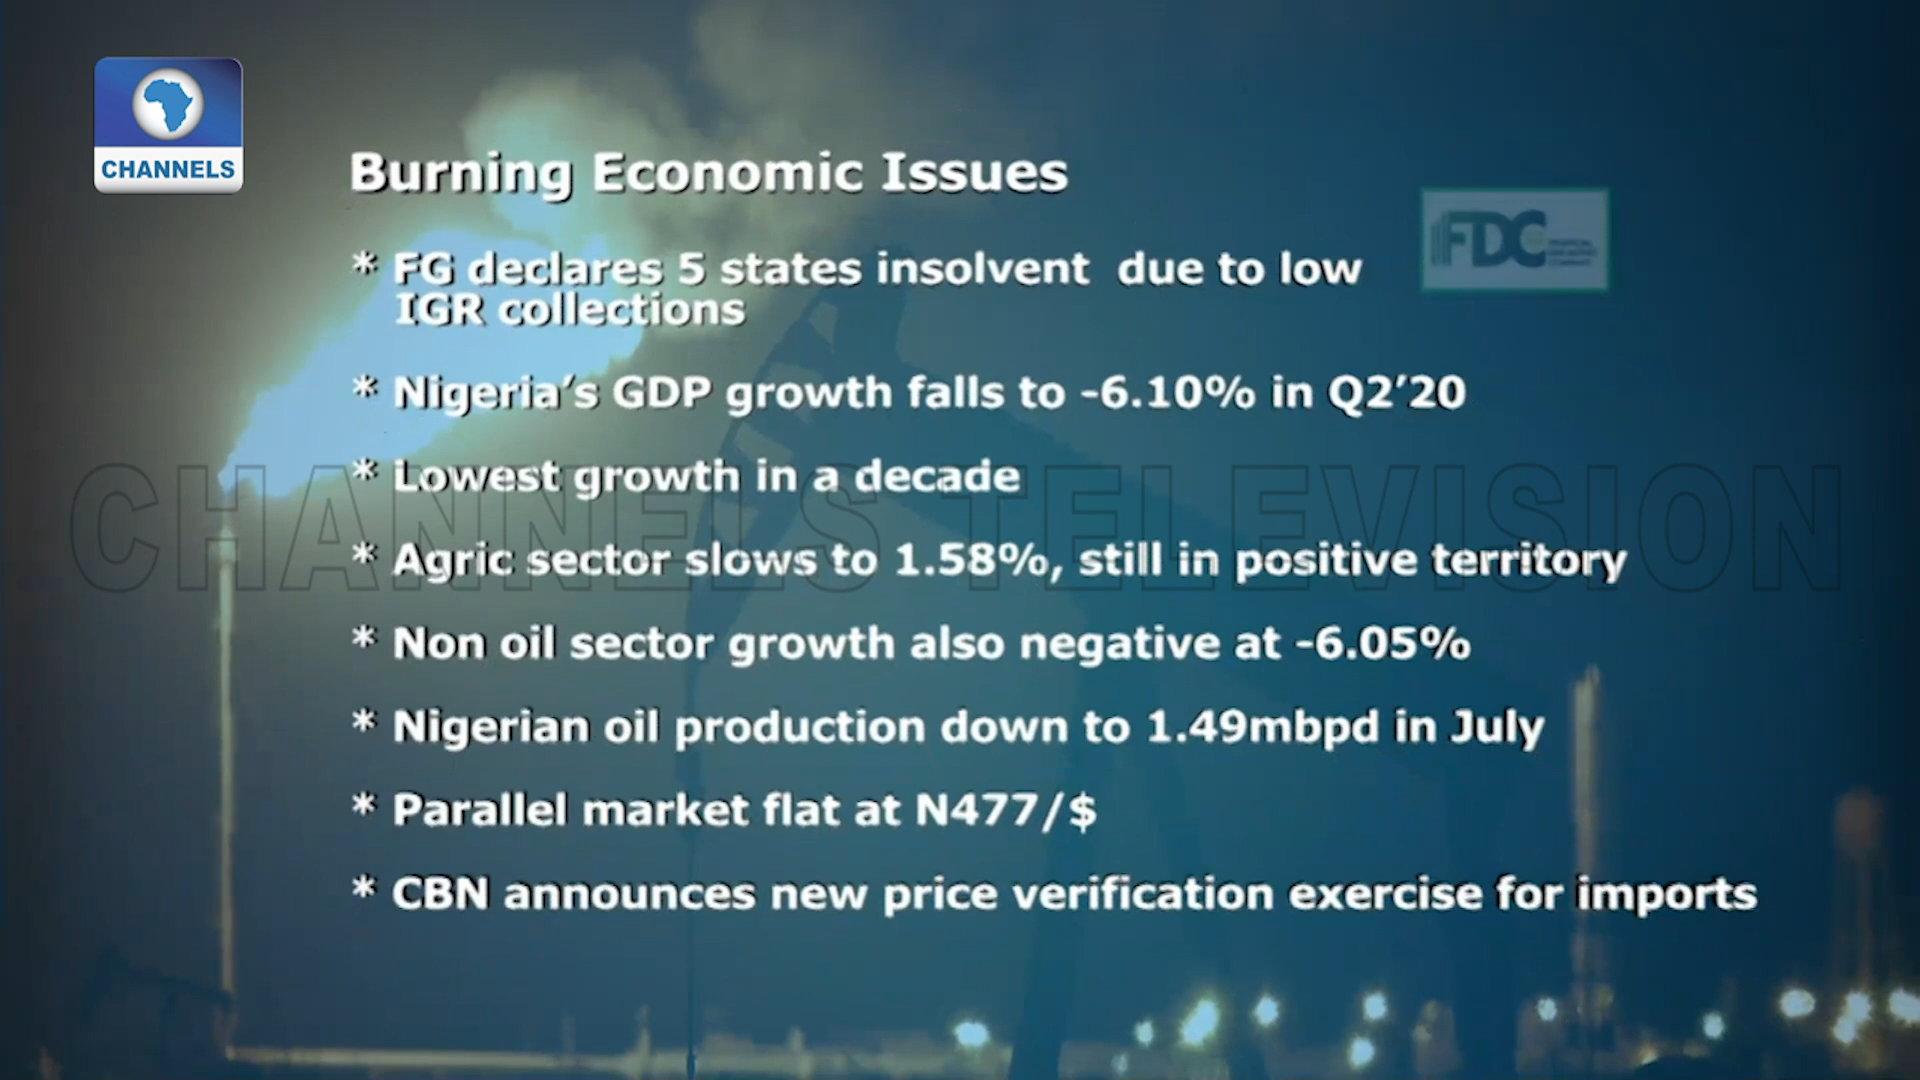 CHANNELS
Burning Economic Issues
FDC
* FG declares 5 states insolvent due to low
IGR collections
* Nigeria’s GDP growth falls to -6.10% in Q2’20
* Lowest growth in a decade
CHANNELS TELEVISION
* Agric sector slows to 1.58%, still in positive territory
* Non oil sector growth also negative at -6.05%
* Nigerian oil production down to 1.49mbpd in July
* Parallel market flat at N477/$
* CBN announces new price verification exercise for imports